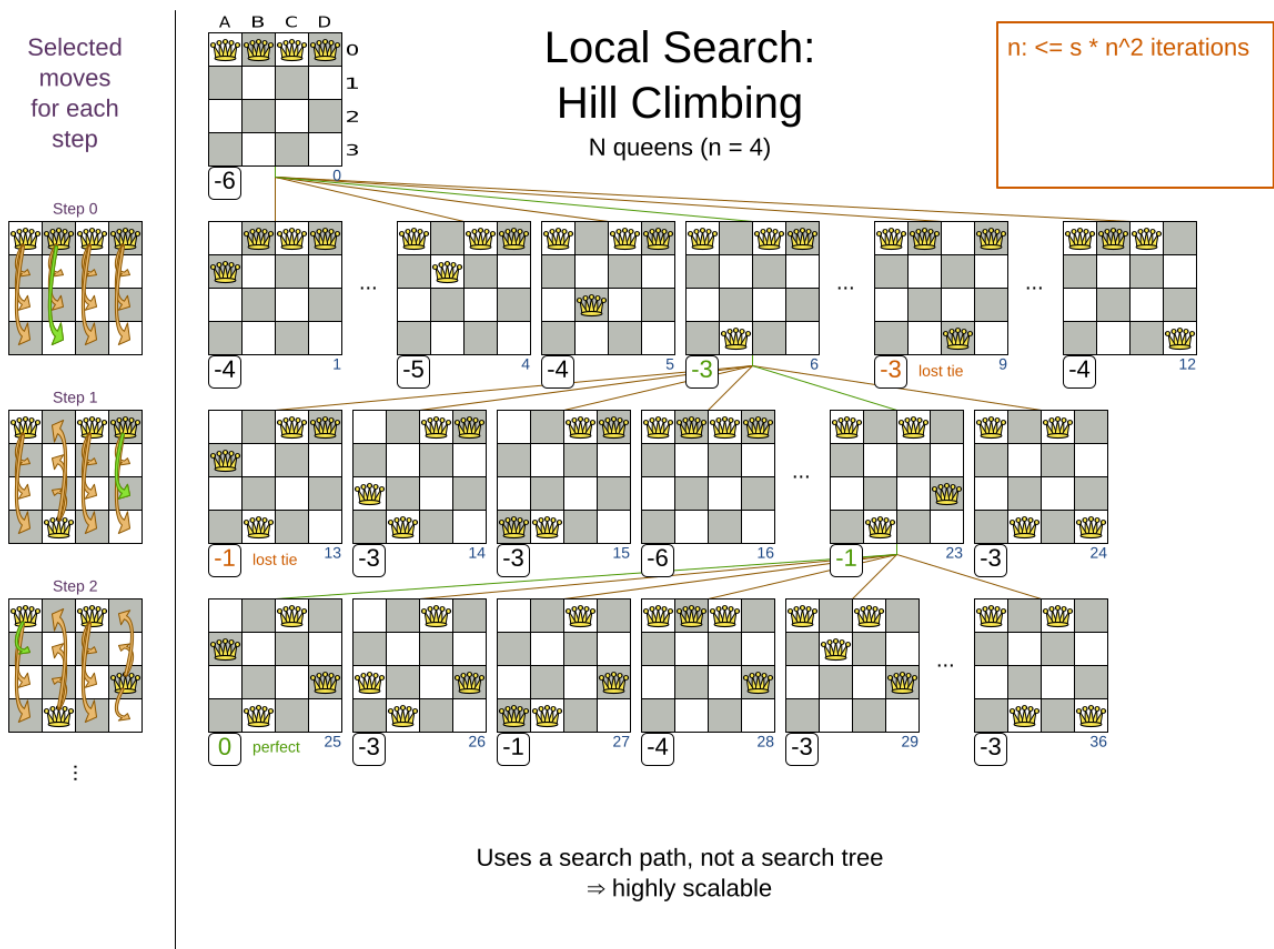 Selected
moves
for each
step
A B C D
0
1
2
3
-6
0
Local Search:
Hill Climbing
N queens (n = 4)
n: <= s * n^2 iterations
Step 0
...
...
...
-4
1
-5
4
-4
5
-3
6
-3
lost tie
9
-4
12
Step 1
...
-1
lost tie
13
-3
14
-3
15
-6
16
-1
23
-3
24
Step 2
...
0
perfect
25
-3
26
-1
27
-4
28
-3
29
-3
36
⋮
Uses a search path, not a search tree
⇒ highly scalable